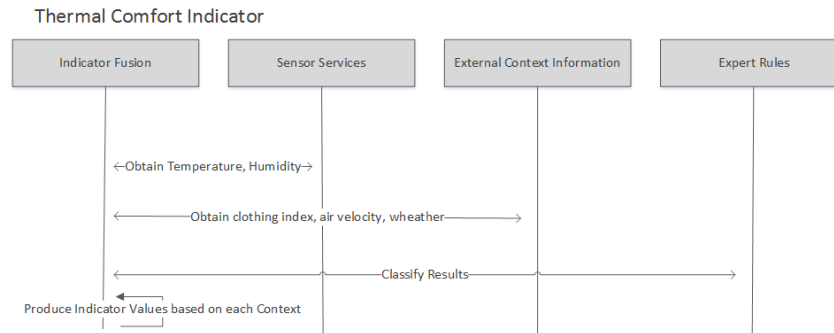 Thermal Comfort Indicator
Indicator Fusion
Sensor Services
External Context Information
Expert Rules
Obtain Temperature, Humidity
Obtain clothing index, air velocity, wheather
Classify Results
Produce Indicator Values based on each Context